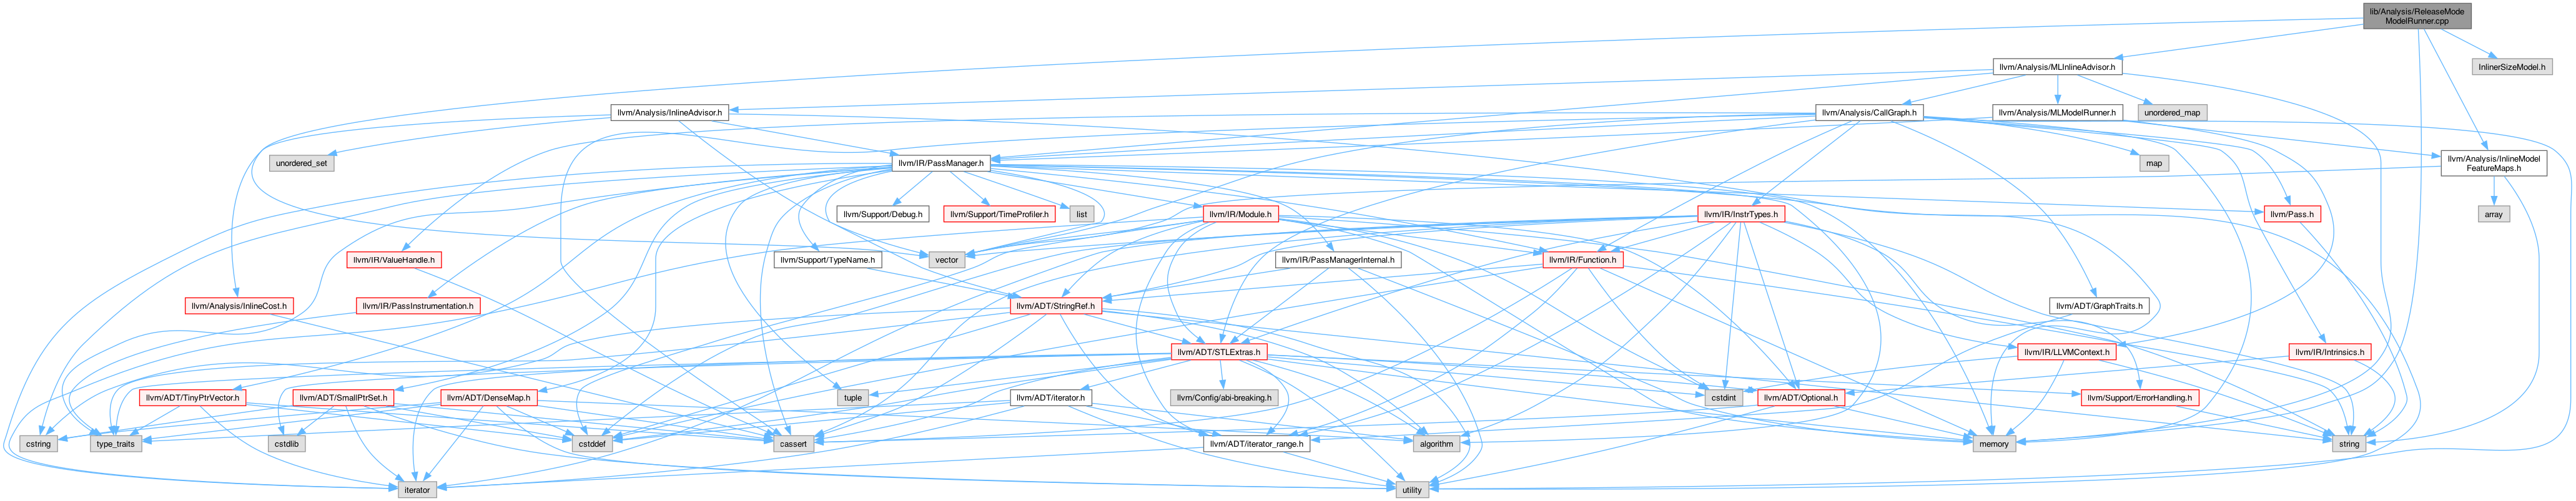 lib/Analysis/ReleaseMode
ModelRunner.cpp
llvm/Analysis/MLInlineAdvisor.h
InlinerSizeModel.h
llvm/Analysis/InlineAdvisor.h
llvm/Analysis/CallGraph.h
llvm/Analysis/MLModelRunner.h
unordered_map
unordered_set
llvm/IR/PassManager.h
map
llvm/Analysis/InlineModel
FeatureMaps.h
llvm/Support/Debug.h
llvm/Support/TimeProfiler.h
list
llvm/IR/Module.h
llvm/IR/InstrTypes.h
llvm/Pass.h
array
llvm/IR/ValueHandle.h
llvm/Support/TypeName.h
vector
llvm/IR/PassManagerInternal.h
llvm/IR/Function.h
llvm/Analysis/InlineCost.h
llvm/IR/PassInstrumentation.h
llvm/ADT/StringRef.h
llvm/ADT/GraphTraits.h
llvm/ADT/STLExtras.h
llvm/IR/LLVMContext.h
llvm/IR/Intrinsics.h
llvm/ADT/TinyPtrVector.h
llvm/ADT/SmallPtrSet.h
llvm/ADT/DenseMap.h
tuple
llvm/ADT/iterator.h
llvm/Config/abi-breaking.h
cstdint
llvm/ADT/Optional.h
llvm/Support/ErrorHandling.h
cstring
type_traits
cstdlib
cstddef
cassert
llvm/ADT/iterator_range.h
algorithm
memory
string
iterator
utility